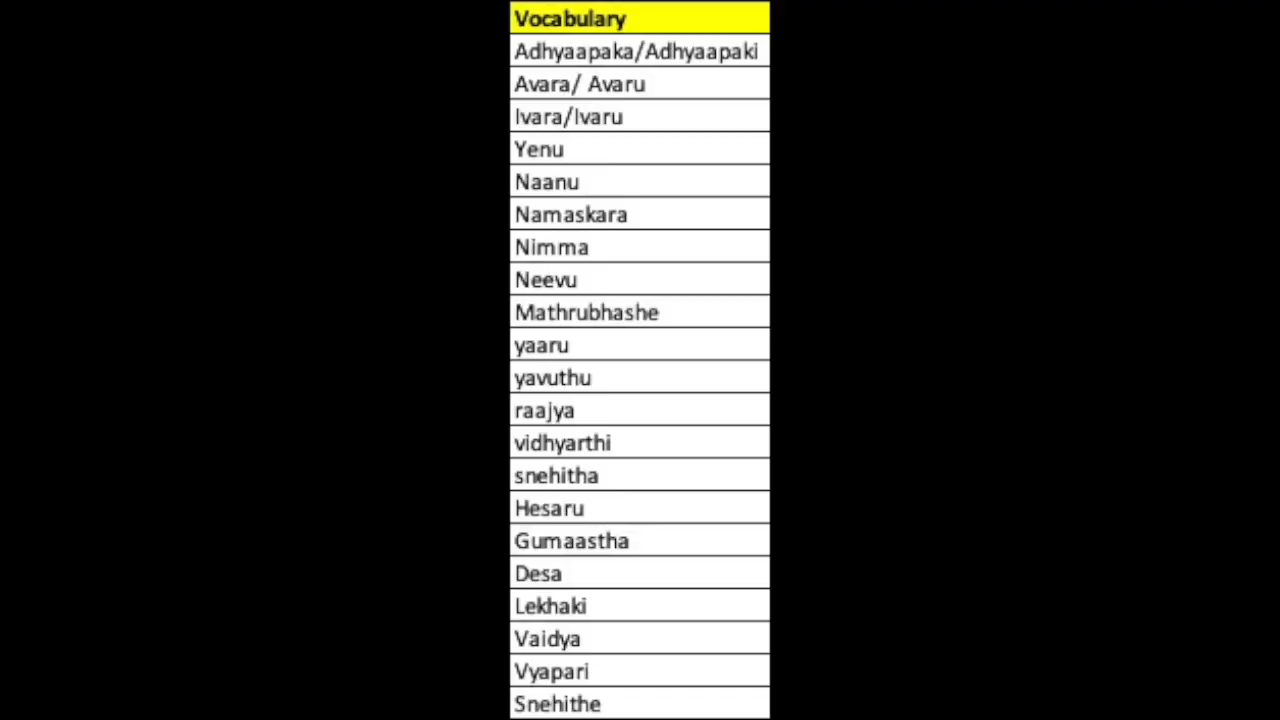 Vocabulary
Adhyaapaka/Adhyaapaki
Avara/ Avaru
Ivara/Ivaru
Yenu
Naanu
Namaskara
Nimma
Neevu
Mathrubhashe
yaaru
yavuthu
raajya
vidhyarthi
snehitha
Hesaru
Gumaastha
Desa
Lekhaki
Vaidya
Vyapari
Snehithe